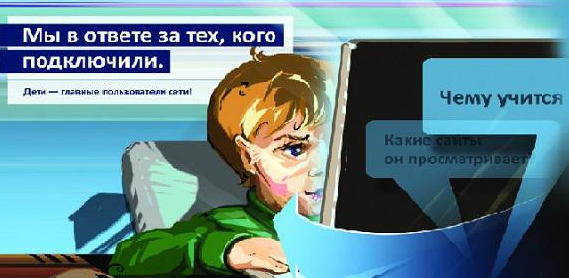 Мы в ответе за тех, кого
подключили.
Дети — главные пользователи сети!
Чему учится
Какие сайты
он просматривает?